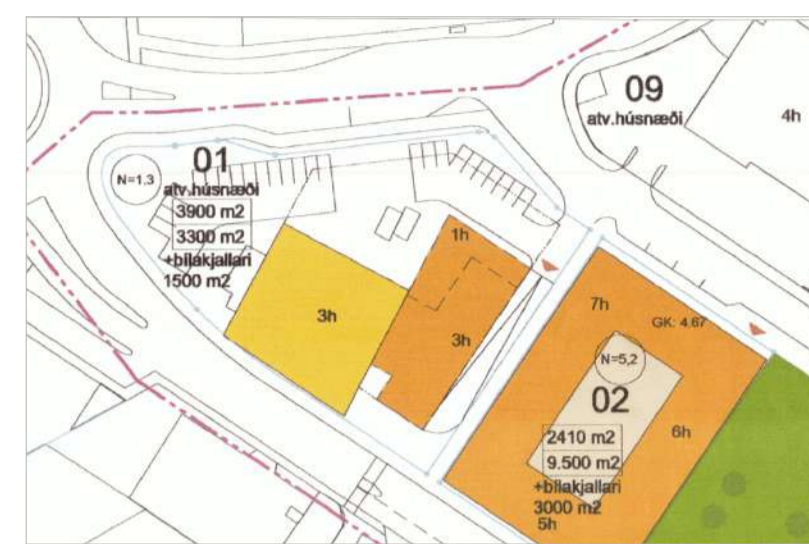 09
atv.húsnæði
4h
01
N=1.3
atv.húsnæði
3900 m2
3300 m2
+bílakjallari
1500 m2
1h
3h
3h
7h
GK: 4.67
N=5,2
02
6h
2410 m2
9.500 m2
+bílakjallari
3000 m2
5h